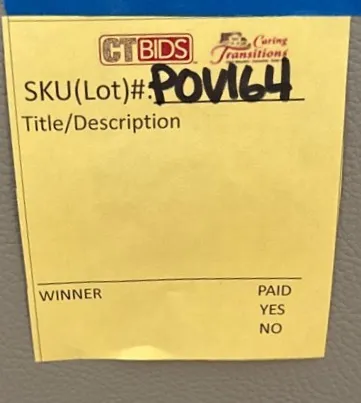 CTBIDS Caring Transitions
SKU(Lot)#: POV164
Title/Description
WINNER PAID
YES
NO